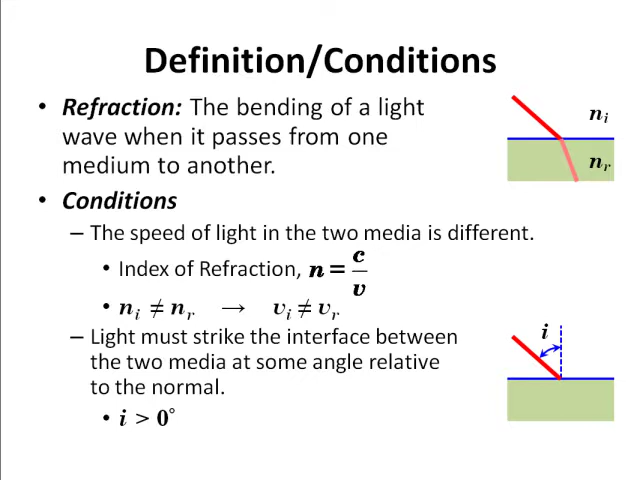 Definition/Conditions
• Refraction: The bending of a light
wave when it passes from one
medium to another.
nᵢ
nᵣ
• Conditions
– The speed of light in the two media is different.
• Index of Refraction, n = c/v
• nᵢ ≠ nᵣ → vᵢ ≠ vᵣ
– Light must strike the interface between
the two media at some angle relative
to the normal.
i
• i > 0°